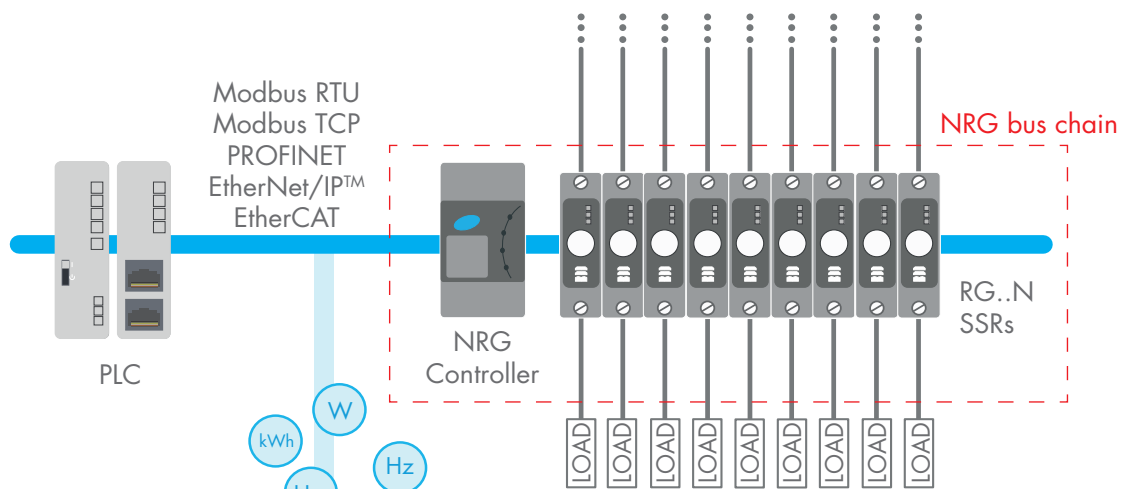 Modbus RTU
Modbus TCP
PROFINET
EtherNet/IP™
EtherCAT
NRG bus chain
PLC
NRG
Controller
RG..N
SSRs
W
kWh
Hz
LOAD
LOAD
LOAD
LOAD
LOAD
LOAD
LOAD
LOAD
LOAD